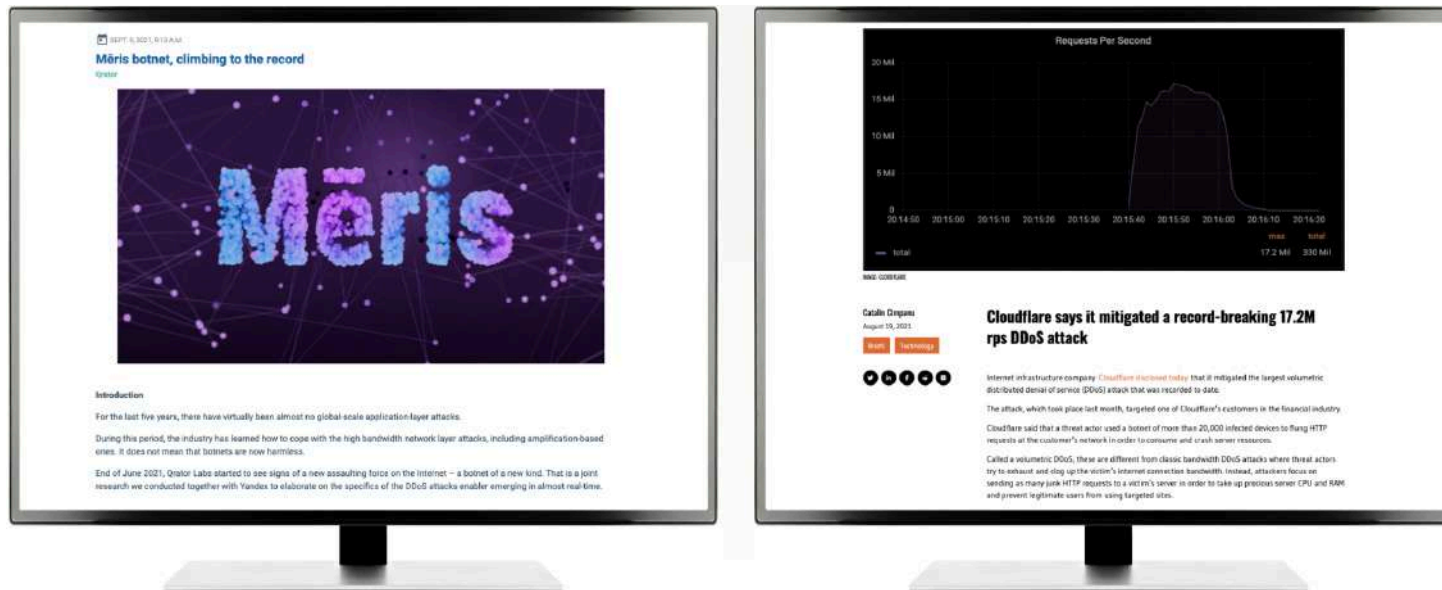 SEPT. 9, 2021, 9:13 A.M.
Mēris botnet, climbing to the record
Qrator
Mēris
Introduction
For the last five years, there have virtually been almost no global-scale application-layer attacks.
During this period, the industry has learned how to cope with the high bandwidth network layer attacks, including amplification-based
ones. It does not mean that botnets are now harmless.
End of June 2021, Qrator Labs started to see signs of a new assaulting force on the Internet – a botnet of a new kind. That is a joint
research we conducted together with Yandex to elaborate on the specifics of the DDoS attacks enabler emerging in almost real-time.
Requests Per Second
20 Mil
15 Mil
10 Mil
5 Mil
0
20:14:50 20:15:00 20:15:10 20:15:20 20:15:30 20:15:40 20:15:50 20:16:00 20:16:10 20:16:20
max total
total 17.2 Mil 330 Mil
IMAGE: CLOUDFLARE
Catalin Cimpanu
August 19, 2021
Briefs Technology
Cloudflare says it mitigated a record-breaking 17.2M
rps DDoS attack
Internet infrastructure company Cloudflare disclosed today that it mitigated the largest volumetric
distributed denial of service (DDoS) attack that was recorded to date.
The attack, which took place last month, targeted one of Cloudflare's customers in the financial industry.
Cloudflare said that a threat actor used a botnet of more than 20,000 infected devices to flung HTTP
requests at the customer's network in order to consume and crash server resources.
Called a volumetric DDoS, these are different from classic bandwidth DDoS attacks where threat actors
try to exhaust and clog up the victim's internet connection bandwidth. Instead, attackers focus on
sending as many junk HTTP requests to a victim's server in order to take up precious server CPU and RAM
and prevent legitimate users from using targeted sites.